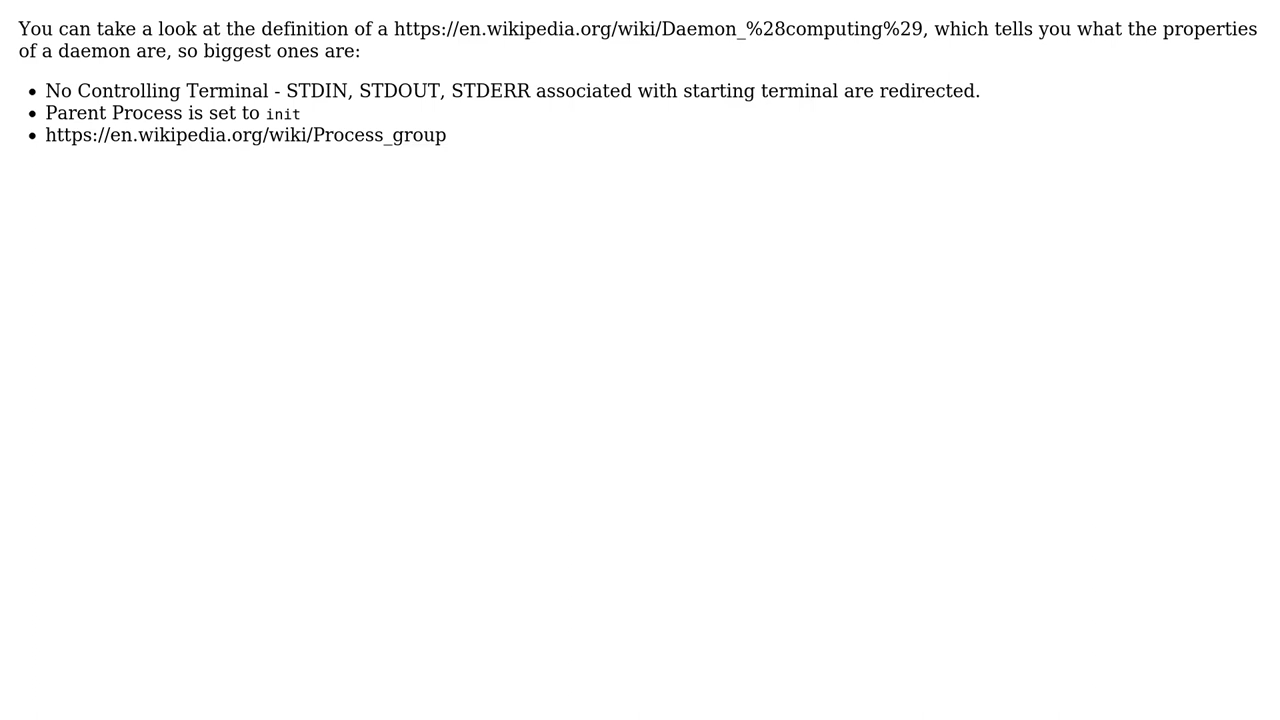 You can take a look at the definition of a https://en.wikipedia.org/wiki/Daemon_%28computing%29, which tells you what the properties
of a daemon are, so biggest ones are:
• No Controlling Terminal - STDIN, STDOUT, STDERR associated with starting terminal are redirected.
• Parent Process is set to init
• https://en.wikipedia.org/wiki/Process_group